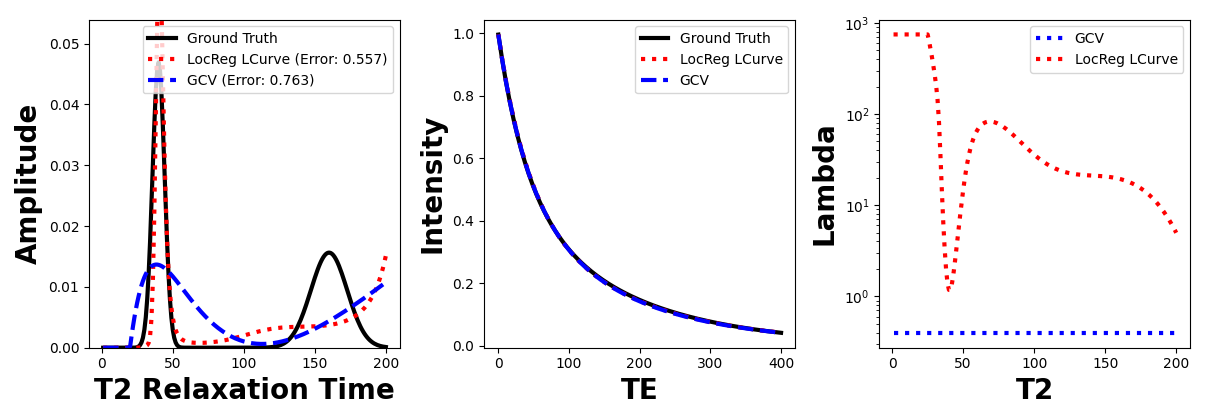 Amplitude
0.05
0.04
0.03
0.02
0.01
0.00
Ground Truth
LocReg LCurve (Error: 0.557)
GCV (Error: 0.763)
0 50 100 150 200
T2 Relaxation Time
Intensity
1.0
0.8
0.6
0.4
0.2
0.0
Ground Truth
LocReg LCurve
GCV
0 100 200 300 400
TE
Lambda
10³
10²
10¹
10⁰
GCV
LocReg LCurve
0 50 100 150 200
T2